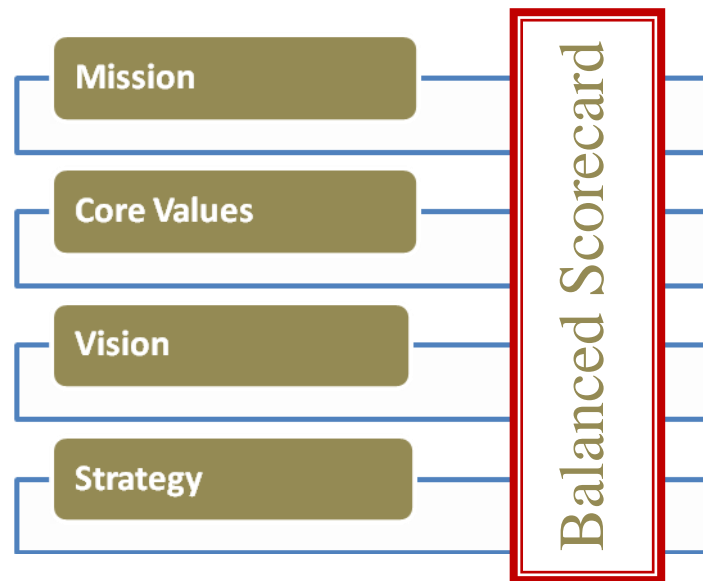 Mission
Core Values
Vision
Strategy
Balanced Scorecard